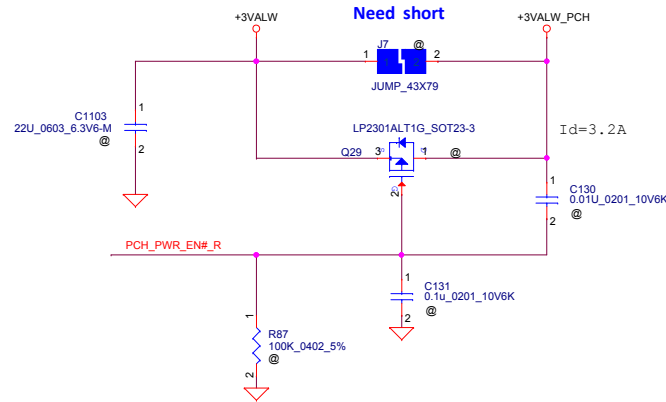 Need short
+3VALW
+3VALW_PCH
J7
@
1
1
2
2
JUMP_43X79
C1103
22U_0603_6.3V6-M
@
1
2
LP2301ALT1G_SOT23-3
Q29
3
1
@
2
Id=3.2A
C130
0.01U_0201_10V6K
@
1
2
PCH_PWR_EN#_R
C131
0.1u_0201_10V6K
@
1
2
R87
100K_0402_5%
@
1
2